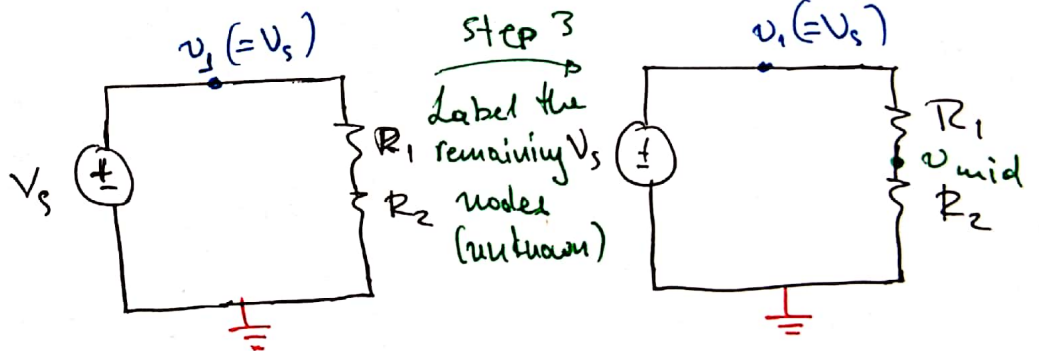 v₁ (=Vₛ)
Vₛ
±
R₁
R₂
step 3
Label the
remaining
nodes
(unknown)
v₁ (=Vₛ)
Vₛ
±
R₁
v mid
R₂